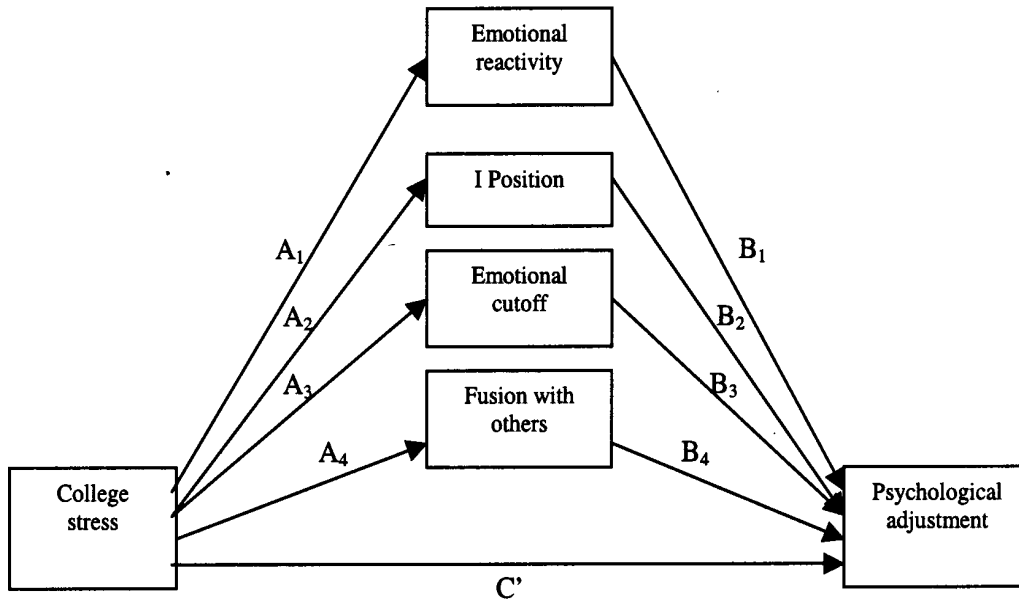 Emotional
reactivity
I Position
A₁
B₁
Emotional
cutoff
A₂
B₂
A₃
B₃
Fusion with
others
A₄
B₄
College
stress
Psychological
adjustment
C'